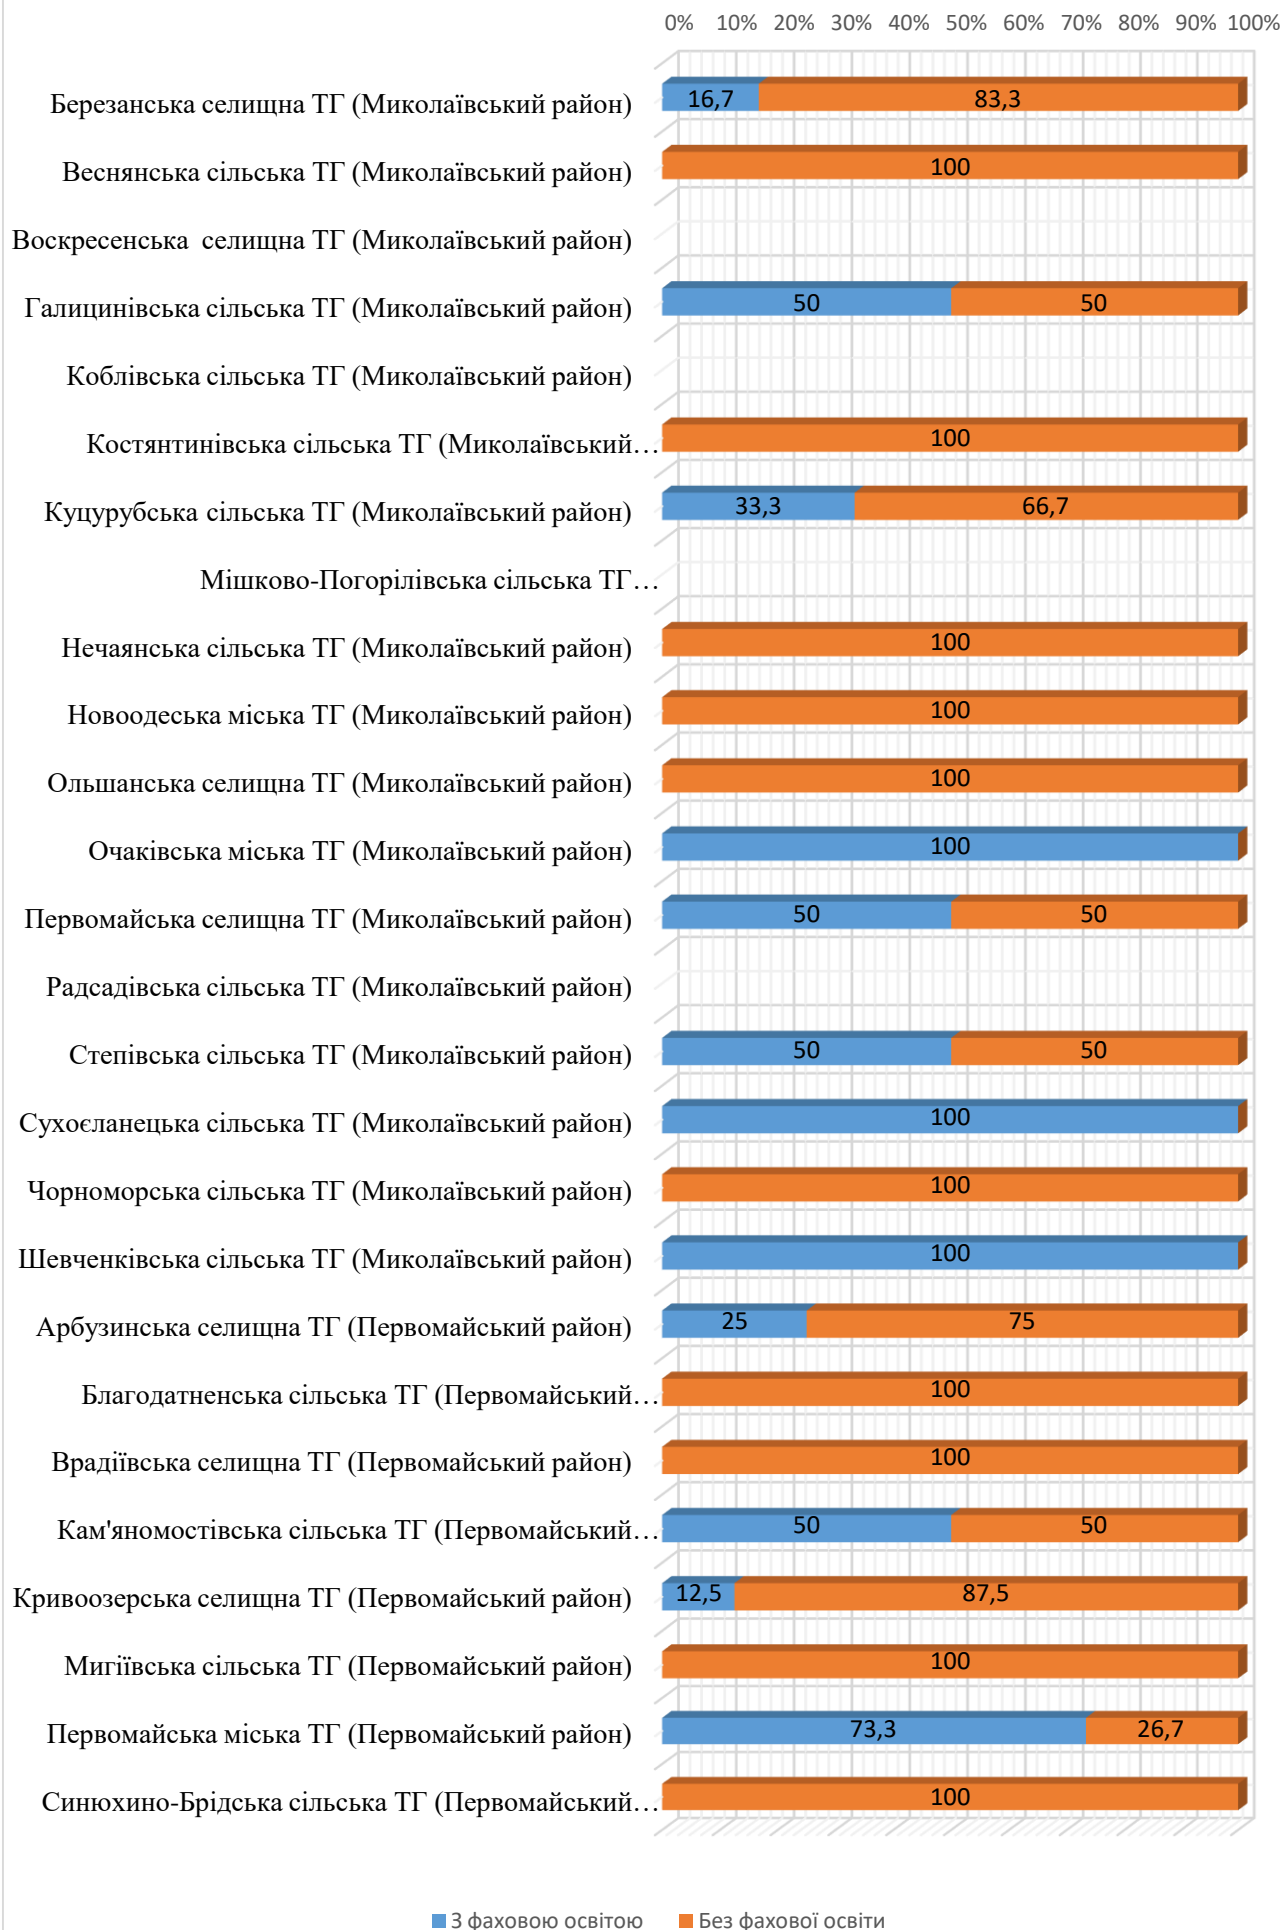 0% 10% 20% 30% 40% 50% 60% 70% 80% 90% 100%
Березанська селищна ТГ (Миколаївський район) 16,7 83,3
Веснянська сільська ТГ (Миколаївський район) 100
Воскресенська селищна ТГ (Миколаївський район)
Галицинівська сільська ТГ (Миколаївський район) 50 50
Коблівська сільська ТГ (Миколаївський район)
Костянтинівська сільська ТГ (Миколаївський… 100
Куцурубська сільська ТГ (Миколаївський район) 33,3 66,7
Мішково-Погорілівська сільська ТГ…
Нечаянська сільська ТГ (Миколаївський район) 100
Новоодеська міська ТГ (Миколаївський район) 100
Ольшанська селищна ТГ (Миколаївський район) 100
Очаківська міська ТГ (Миколаївський район) 100
Первомайська селищна ТГ (Миколаївський район) 50 50
Радсадівська сільська ТГ (Миколаївський район)
Степівська сільська ТГ (Миколаївський район) 50 50
Сухоєланецька сільська ТГ (Миколаївський район) 100
Чорноморська сільська ТГ (Миколаївський район) 100
Шевченківська сільська ТГ (Миколаївський район) 100
Арбузинська селищна ТГ (Первомайський район) 25 75
Благодатненська сільська ТГ (Первомайський… 100
Врадіївська селищна ТГ (Первомайський район) 100
Кам'яномостівська сільська ТГ (Первомайський… 50 50
Кривоозерська селищна ТГ (Первомайський район) 12,5 87,5
Мигіївська сільська ТГ (Первомайський район) 100
Первомайська міська ТГ (Первомайський район) 73,3 26,7
Синюхино-Брідська сільська ТГ (Первомайський… 100
З фаховою освітою Без фахової освіти